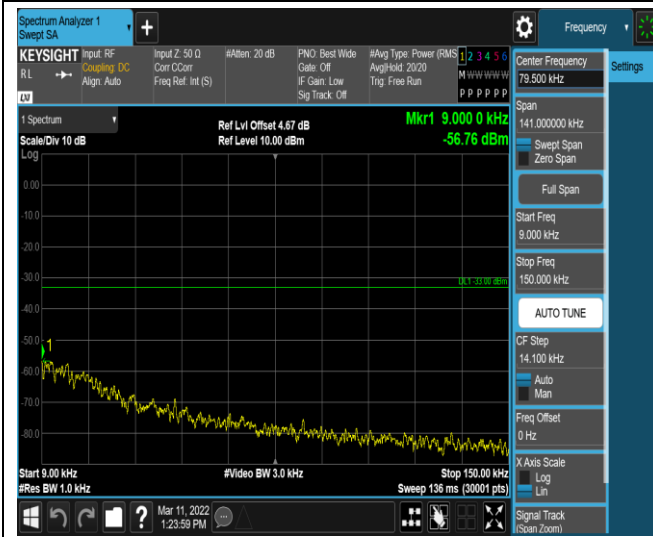 Spectrum Analyzer 1
Swept SA
Frequency
KEYSIGHT
Input: RF
Coupling: DC
Align: Auto
Input Z: 50 Ω
Corr CCorr
Freq Ref: Int (S)
#Atten: 20 dB
PNO: Best Wide
Gate: Off
IF Gain: Low
Sig Track: Off
#Avg Type: Power (RMS
Avg|Hold: 20/20
Trig: Free Run
1 2 3 4 5 6
M W W W W W
P P P P P P
RL
LXI
Center Frequency
79.500 kHz
Settings
Span
141.000000 kHz
Swept Span
Zero Span
Full Span
Start Freq
9.000 kHz
Stop Freq
150.000 kHz
AUTO TUNE
CF Step
14.100 kHz
Auto
Man
Freq Offset
0 Hz
X Axis Scale
Log
Lin
Signal Track
(Span Zoom)
1 Spectrum
Scale/Div 10 dB
Log
Ref Lvl Offset 4.67 dB
Ref Level 10.00 dBm
Mkr1 9.000 0 kHz
-56.76 dBm
0.00
-10.0
-20.0
-30.0
DL1 -33.00 dBm
-40.0
-50.0
1
-60.0
-70.0
-80.0
Start 9.00 kHz
#Video BW 3.0 kHz
Stop 150.00 kHz
#Res BW 1.0 kHz
Sweep 136 ms (30001 pts)
?
Mar 11, 2022
1:23:59 PM